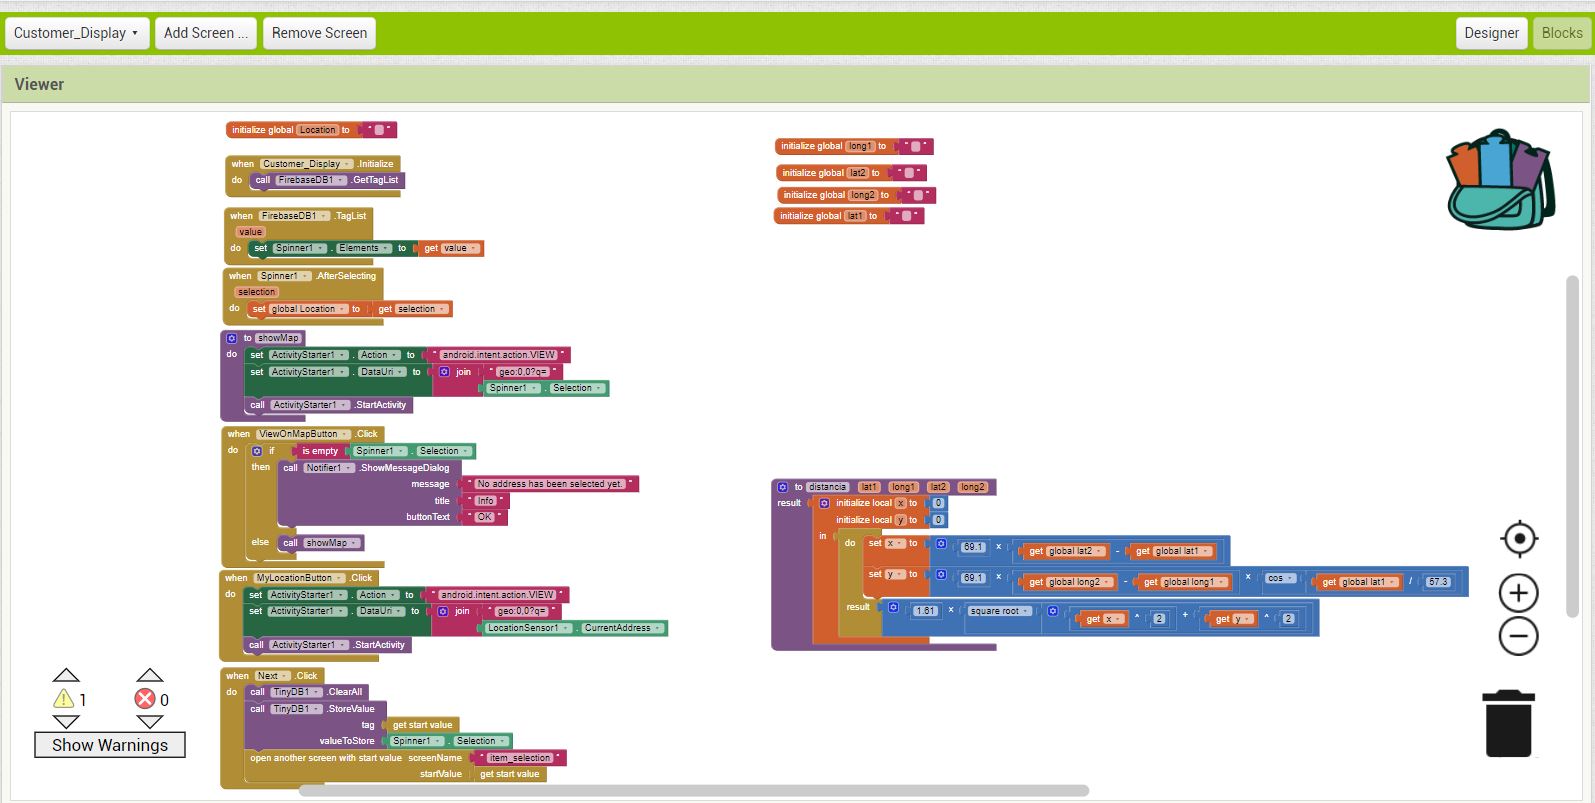 Customer_Display Add Screen ... Remove Screen Designer Blocks
Viewer
initialize global Location to " "
when Customer_Display .Initialize
do call FirebaseDB1 .GetTagList
when FirebaseDB1 .TagList
value
do set Spinner1 . Elements to get value
when Spinner1 .AfterSelecting
selection
do set global Location to get selection
to showMap
do set ActivityStarter1 . Action to " android.intent.action.VIEW "
set ActivityStarter1 . DataUri to join " geo:0,0?q= "
Spinner1 . Selection
call ActivityStarter1 .StartActivity
when ViewOnMapButton .Click
do if is empty Spinner1 . Selection
then call Notifier1 .ShowMessageDialog
message " No address has been selected yet. "
title " Info "
buttonText " OK "
else call showMap
when MyLocationButton .Click
do set ActivityStarter1 . Action to " android.intent.action.VIEW "
set ActivityStarter1 . DataUri to join " geo:0,0?q= "
LocationSensor1 . CurrentAddress
call ActivityStarter1 .StartActivity
when Next .Click
do call TinyDB1 .ClearAll
call TinyDB1 .StoreValue
tag get start value
valueToStore Spinner1 . Selection
open another screen with start value screenName " item_selection "
startValue get start value
initialize global long1 to " "
initialize global lat2 to " "
initialize global long2 to " "
initialize global lat1 to " "
to distancia lat1 long1 lat2 long2
result initialize local x to 0
initialize local y to 0
in do set x to 69.1 × get global lat2 - get global lat1
set y to 69.1 × get global long2 - get global long1 × cos get global lat1 / 57.3
result 1.61 × square root get x ^ 2 + get y ^ 2
1 0
Show Warnings